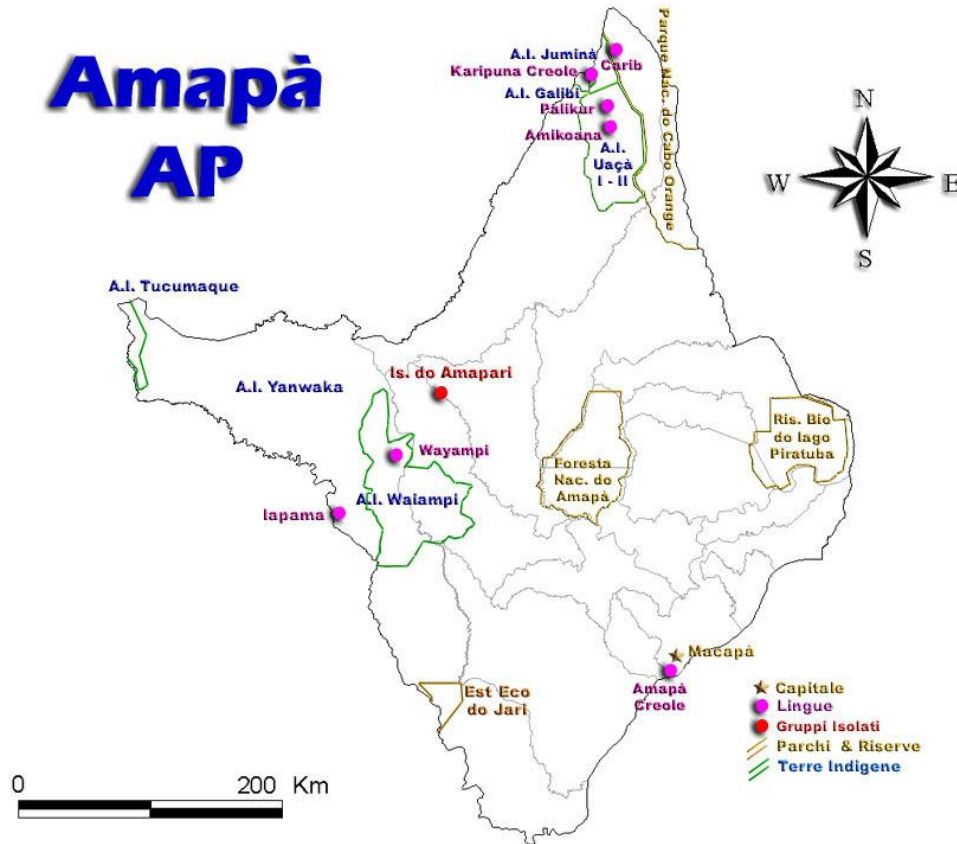 Amapà
AP
A.I. Juminà
Carib
Karipuna Creole
A.I. Galibi
Palikur
Amikoana
A.I.
Uaçà
I - II
Parque Nac. do Cabo Orange
N
W
E
S
A.I. Tucumaque
A.I. Yanwaka
Is. do Amapari
Wayampi
A.I. Waiampi
Iapama
Foresta
Nac. do
Amapà
Ris. Bio
do lago
Piratuba
Macapà
Amapà
Creole
Est Eco
do Jari
Capitale
Lingue
Gruppi Isolati
Parchi & Riserve
Terre Indigene
0 200 Km